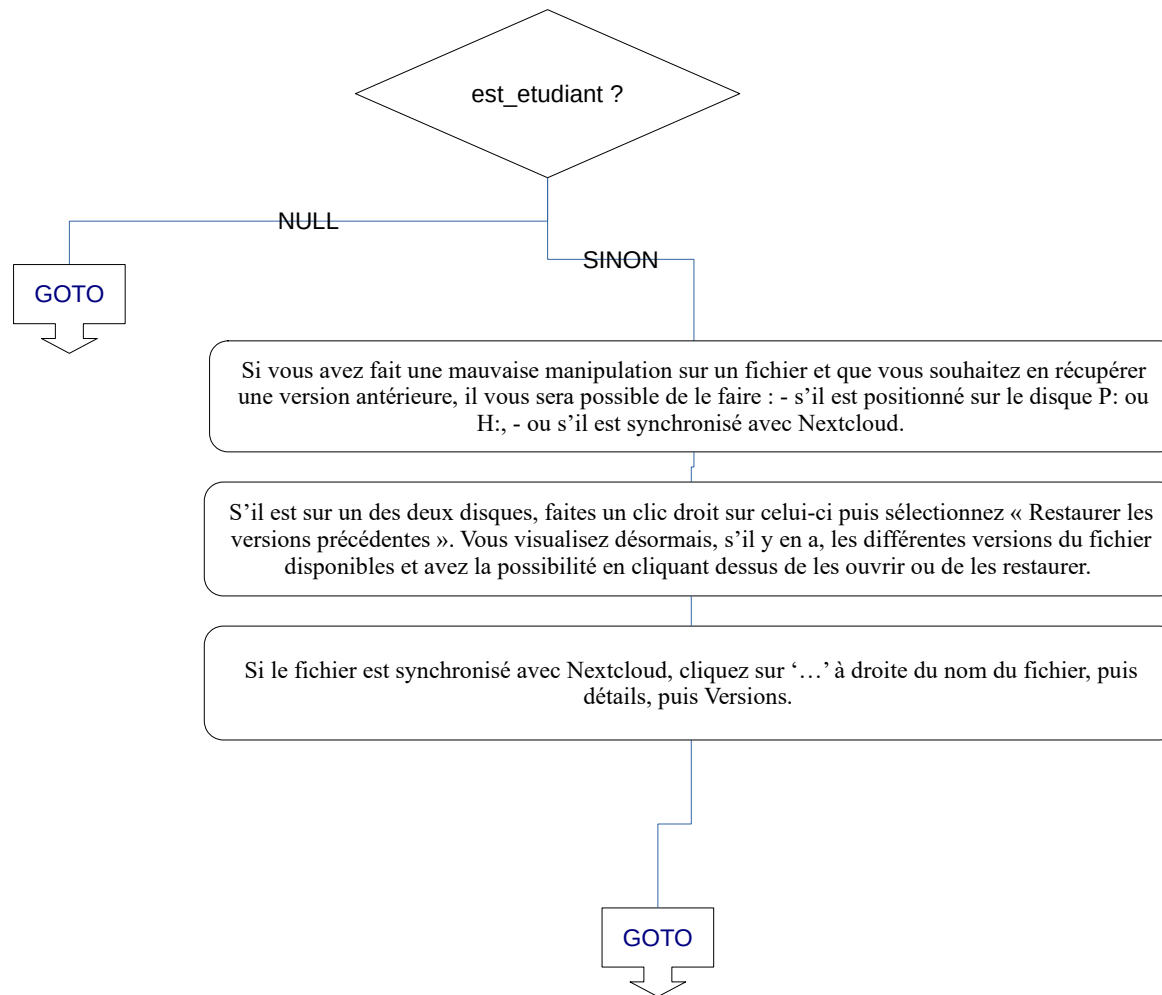 est_etudiant ?
NULL
SINON
GOTO
Si vous avez fait une mauvaise manipulation sur un fichier et que vous souhaitez en récupérer
une version antérieure, il vous sera possible de le faire : - s’il est positionné sur le disque P: ou
H:, - ou s’il est synchronisé avec Nextcloud.
S’il est sur un des deux disques, faites un clic droit sur celui-ci puis sélectionnez « Restaurer les
versions précédentes ». Vous visualisez désormais, s’il y en a, les différentes versions du fichier
disponibles et avez la possibilité en cliquant dessus de les ouvrir ou de les restaurer.
Si le fichier est synchronisé avec Nextcloud, cliquez sur ‘…’ à droite du nom du fichier, puis
détails, puis Versions.
GOTO